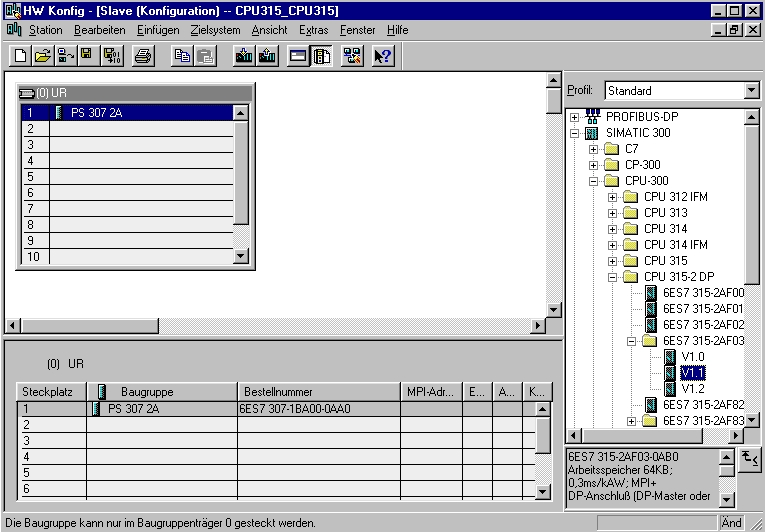 HW Konfig - [Slave (Konfiguration) -- CPU315_CPU315]
Station Bearbeiten Einfügen Zielsystem Ansicht Extras Fenster Hilfe
(0) UR
1 PS 307 2A
2
3
4
5
6
7
8
9
10
Profil: Standard
PROFIBUS-DP
SIMATIC 300
C7
CP-300
CPU-300
CPU 312 IFM
CPU 313
CPU 314
CPU 314 IFM
CPU 315
CPU 315-2 DP
6ES7 315-2AF00
6ES7 315-2AF01
6ES7 315-2AF02
6ES7 315-2AF03
V1.0
V1.1
V1.2
6ES7 315-2AF82
6ES7 315-2AF83
(0) UR
Steckplatz Baugruppe Bestellnummer MPI-Adr... E... A... K...
1 PS 307 2A 6ES7 307-1BA00-0AA0
2
3
4
5
6
6ES7 315-2AF03-0AB0
Arbeitsspeicher 64KB;
0,3ms/kAW; MPI+
DP-Anschluß (DP-Master oder
Die Baugruppe kann nur im Baugruppenträger 0 gesteckt werden. Änd